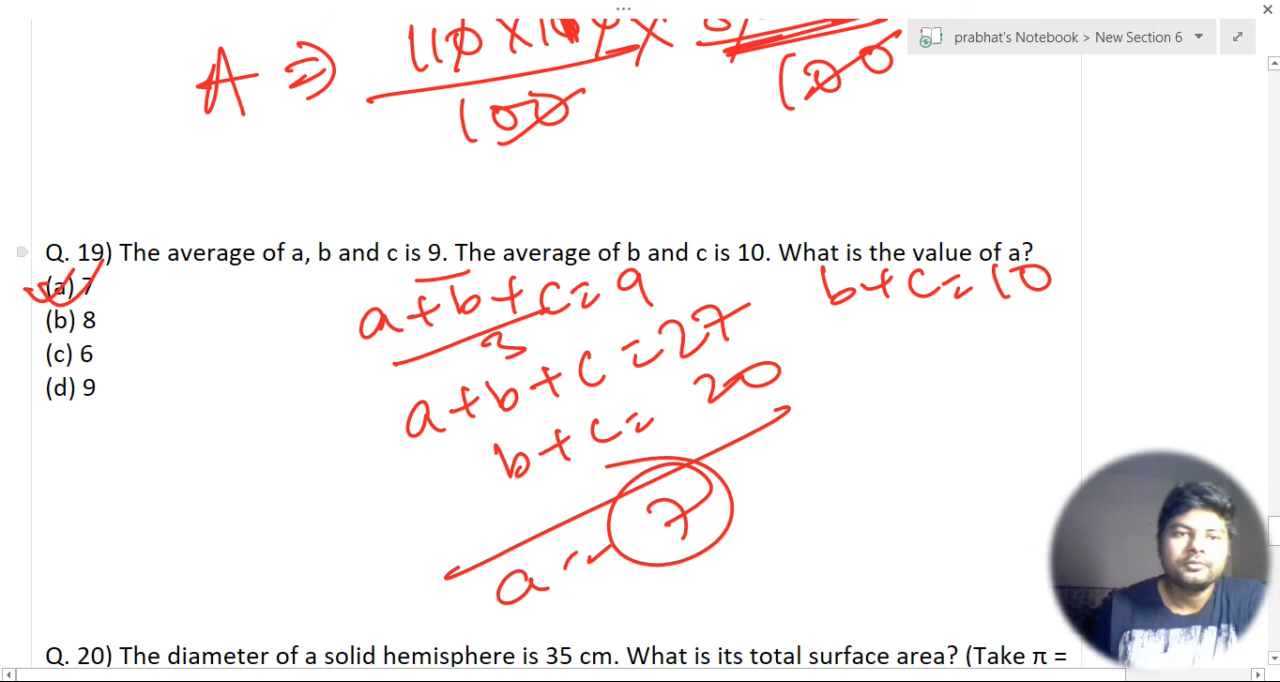 prabhat's Notebook > New Section 6
A ⇒ 110 X
100
100
Q. 19) The average of a, b and c is 9. The average of b and c is 10. What is the value of a?
(a) 7
(b) 8
(c) 6
(d) 9
a+b+c=9
3
b+c=10
a+b+c=27
b+c=20
a=7
Q. 20) The diameter of a solid hemisphere is 35 cm. What is its total surface area? (Take π =